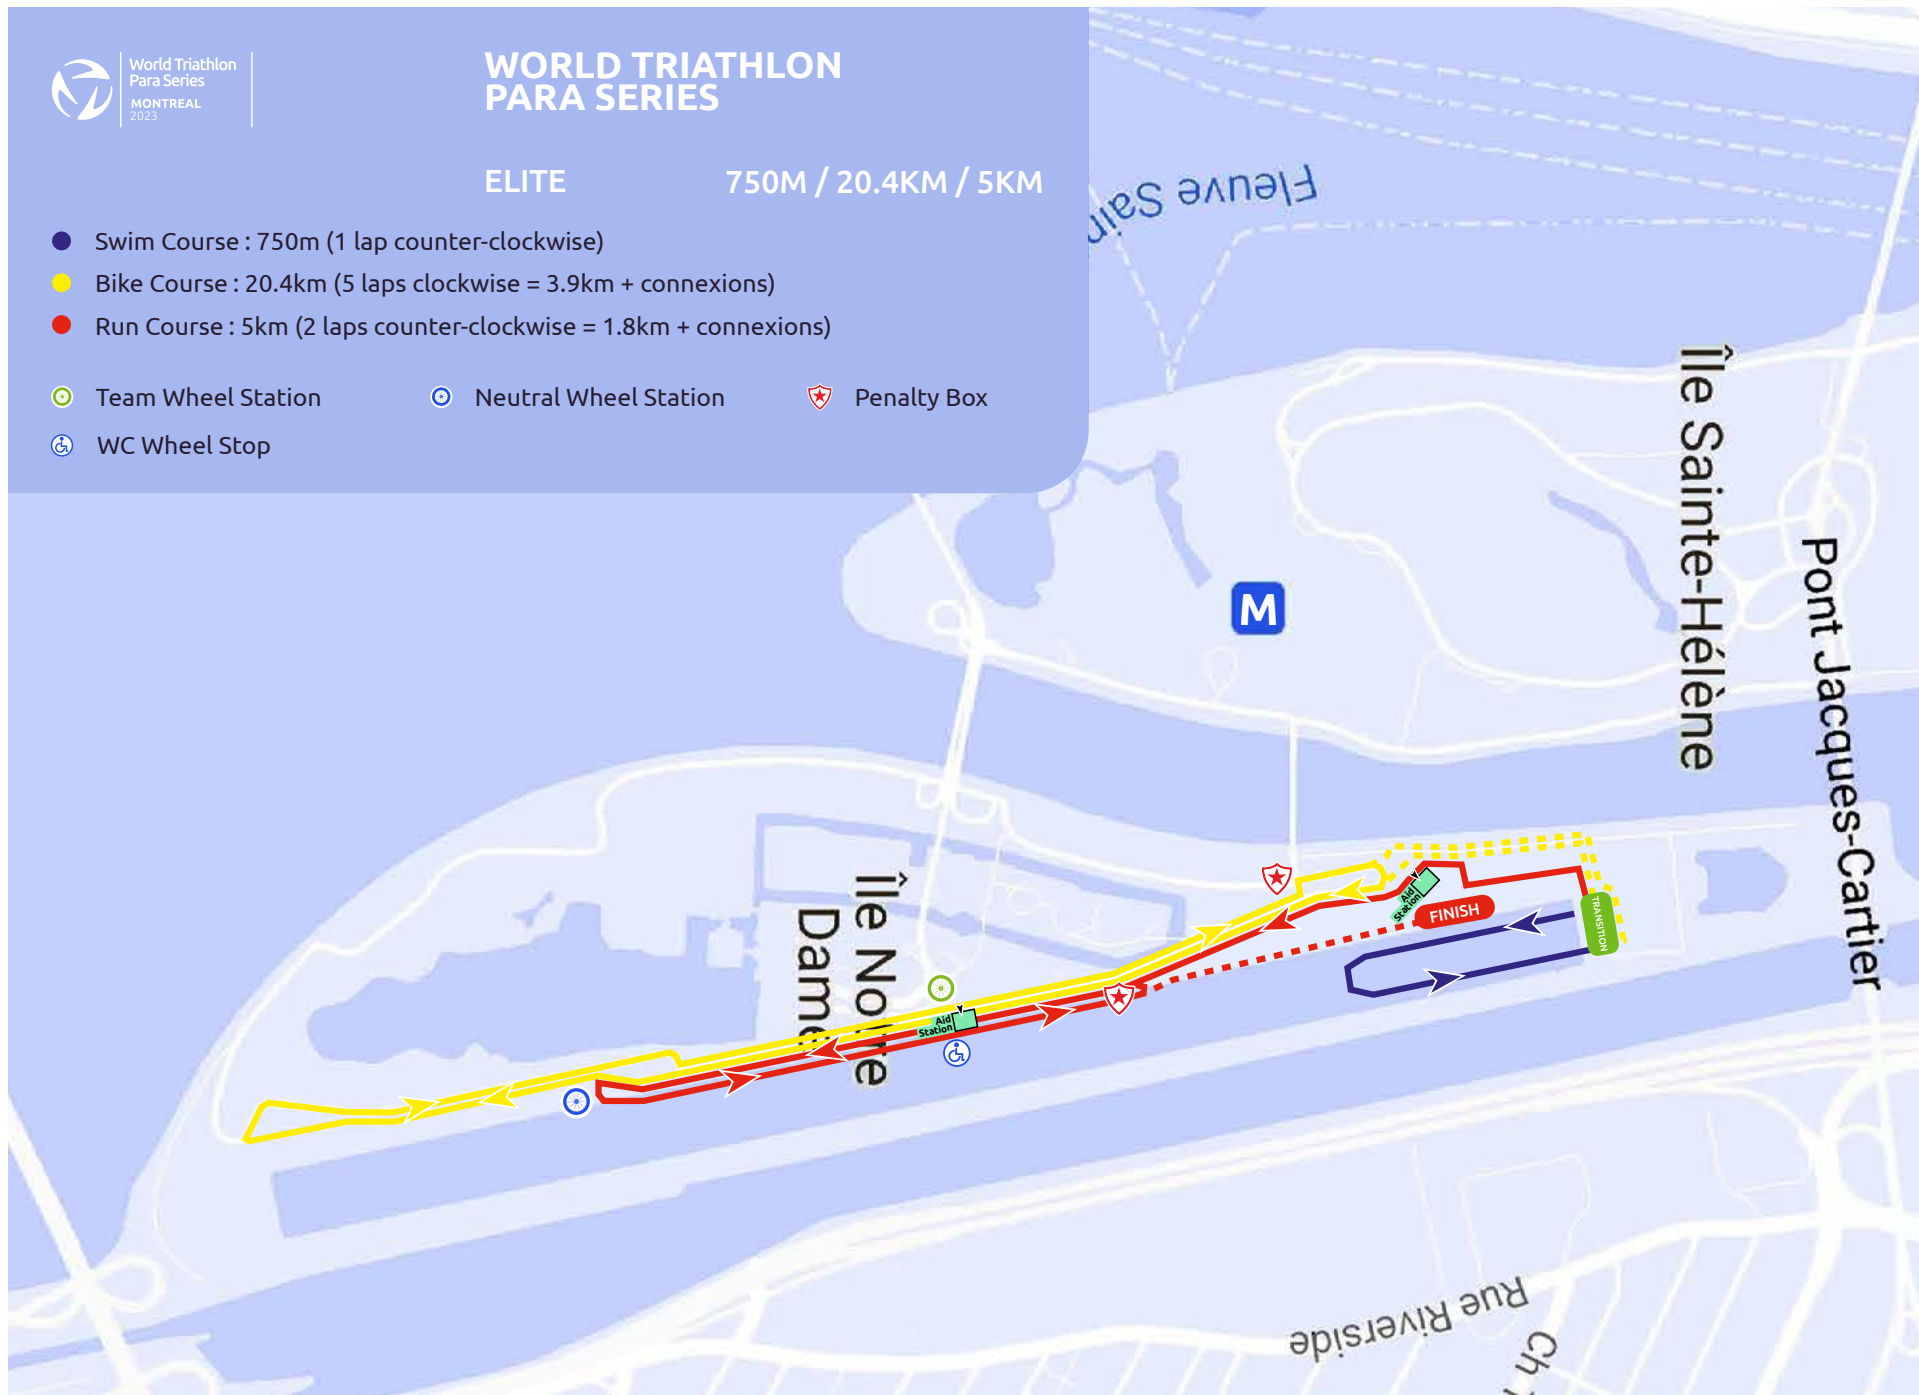 World Triathlon
Para Series
MONTREAL
2023
WORLD TRIATHLON
PARA SERIES
ELITE
750M / 20.4KM / 5KM
Swim Course : 750m (1 lap counter-clockwise)
Bike Course : 20.4km (5 laps clockwise = 3.9km + connexions)
Run Course : 5km (2 laps counter-clockwise = 1.8km + connexions)
Team Wheel Station
Neutral Wheel Station
Penalty Box
WC Wheel Stop
Fleuve Sain
Île Sainte-Hélène
Pont Jacques-Cartier
M
Île Notre
Dame
Aid
Station
FINISH
TRANSITION
Aid
Station
Rue Riverside
Ch